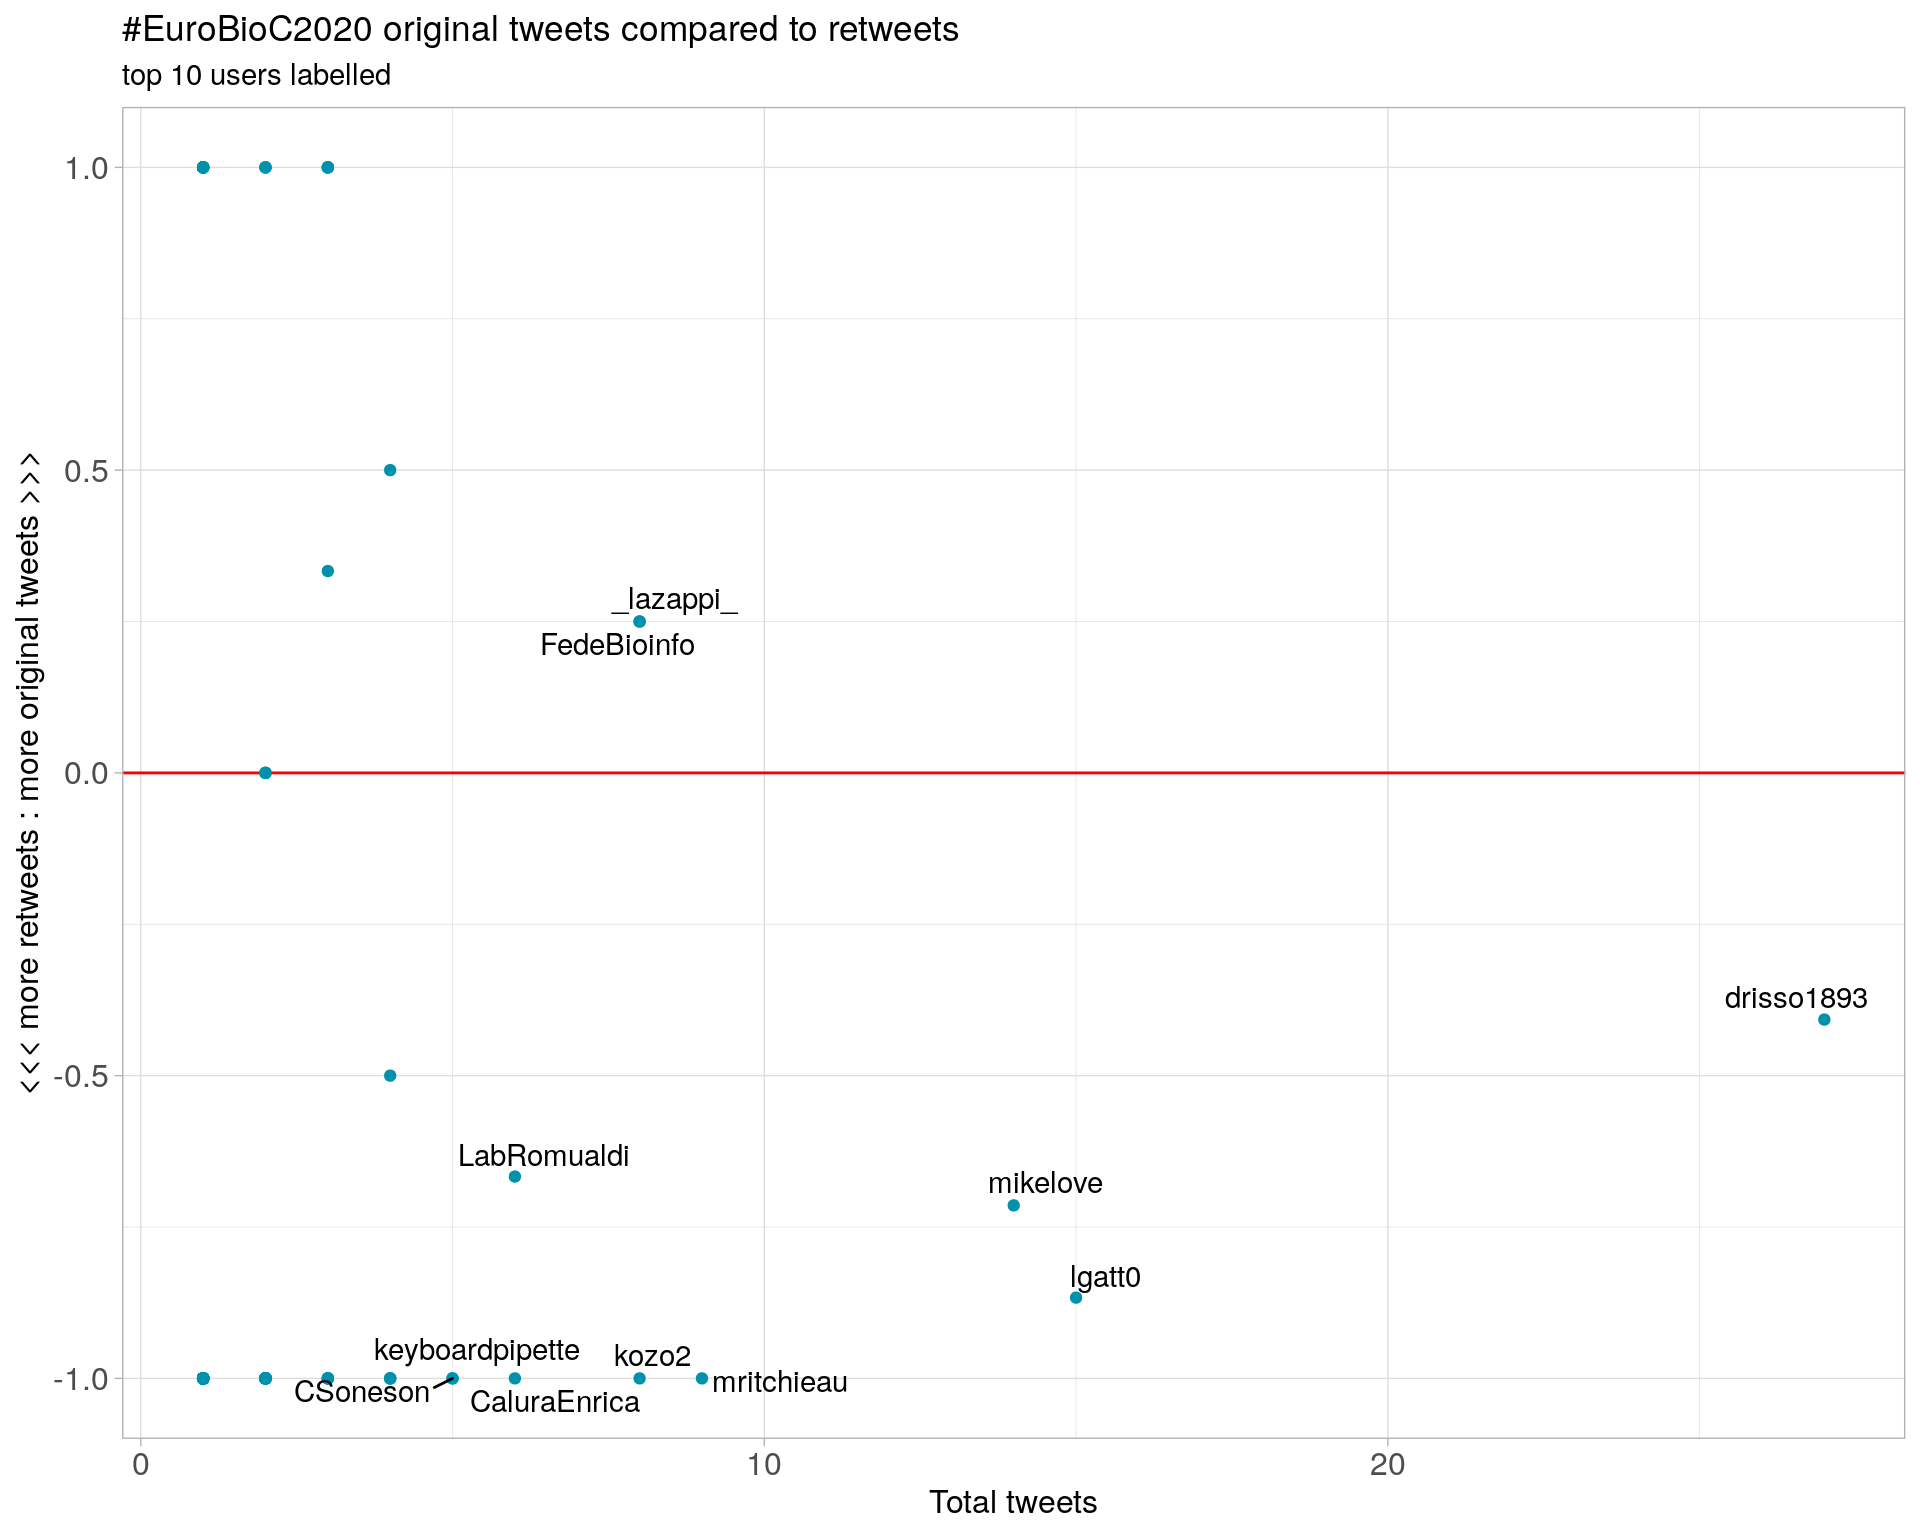 #EuroBioC2020 original tweets compared to retweets
top 10 users labelled
<<< more retweets : more original tweets >>>
1.0
0.5
0.0
-0.5
-1.0
_lazappi_
FedeBioinfo
drisso1893
LabRomualdi
mikelove
lgatt0
keyboardpipette
kozo2
mritchieau
CSoneson
CaluraEnrica
0
10
20
Total tweets